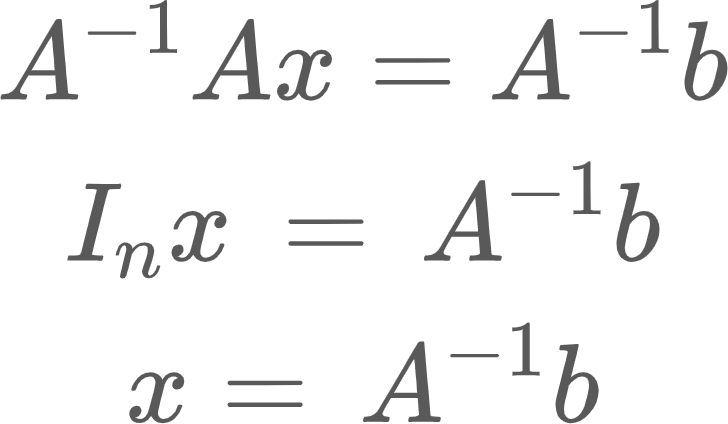 A⁻¹Ax = A⁻¹b
Iₙx = A⁻¹b
x = A⁻¹b